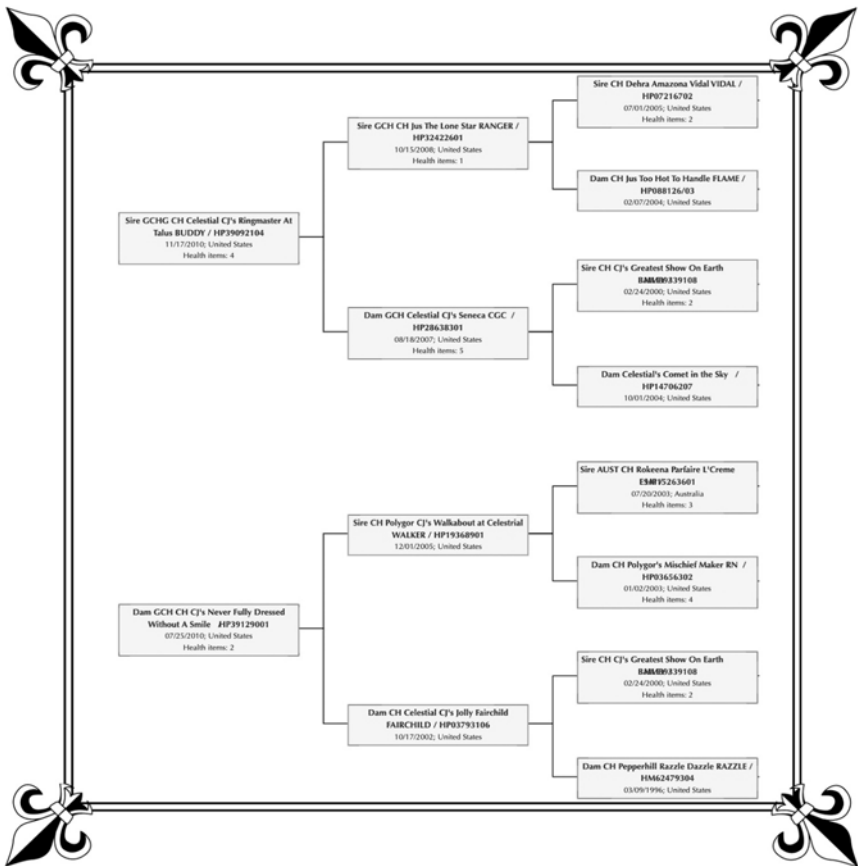 Sire CH Dehra Amazona Vidal VIDAL /
HP07216702
07/01/2005; United States
Health items: 2
Sire GCH CH Jus The Lone Star RANGER /
HP32422601
10/15/2008; United States
Health items: 1
Dam CH Jus Too Hot To Handle FLAME /
HP088126/03
02/07/2004; United States
Sire GCHG CH Celestial CJ's Ringmaster At
Talus BUDDY / HP39092104
11/17/2010; United States
Health items: 4
Sire CH CJ's Greatest Show On Earth
02/24/2000; United States
Health items: 2
Dam GCH Celestial CJ's Seneca CGC /
HP28638301
08/18/2007; United States
Health items: 5
Dam Celestial's Comet in the Sky /
HP14706207
10/01/2004; United States
Sire AUST CH Rokeena Parfaire L'Creme
07/20/2003; Australia
Health items: 3
Sire CH Polygor CJ's Walkabout at Celestrial
WALKER / HP19368901
12/01/2005; United States
Dam CH Polygor's Mischief Maker RN /
HP03656302
01/02/2003; United States
Health items: 4
Dam GCH CH CJ's Never Fully Dressed
Without A Smile /HP39129001
07/25/2010; United States
Health items: 2
Sire CH CJ's Greatest Show On Earth
02/24/2000; United States
Health items: 2
Dam CH Celestial CJ's Jolly Fairchild
FAIRCHILD / HP03793106
10/17/2002; United States
Dam CH Pepperhill Razzle Dazzle RAZZLE /
HM62479304
03/09/1996; United States